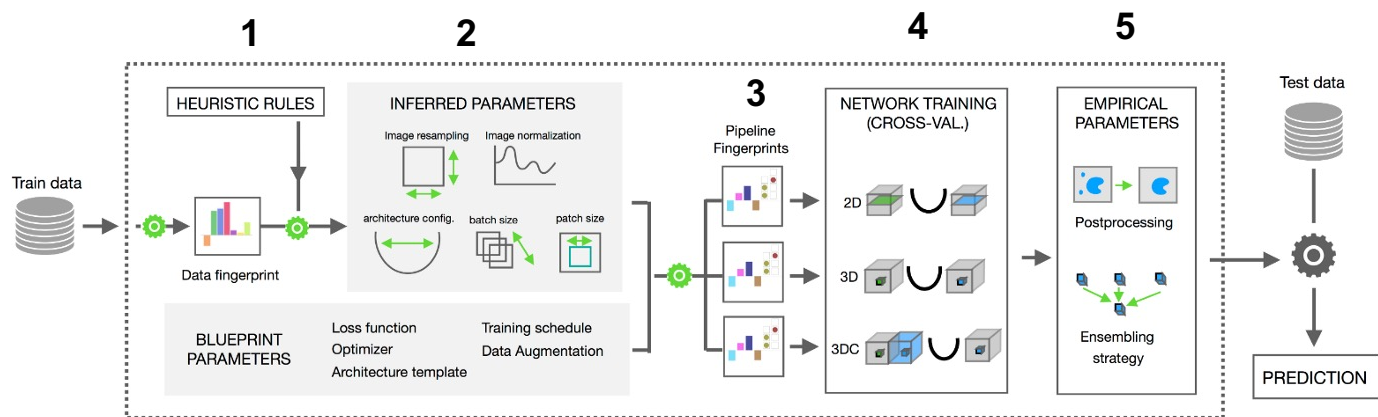 1
2
3
4
5
Train data
HEURISTIC RULES
Data fingerprint
INFERRED PARAMETERS
Image resampling
Image normalization
architecture config.
batch size
patch size
BLUEPRINT
PARAMETERS
Loss function
Optimizer
Architecture template
Training schedule
Data Augmentation
Pipeline
Fingerprints
NETWORK TRAINING
(CROSS-VAL.)
2D
3D
3DC
EMPIRICAL
PARAMETERS
Postprocessing
Ensembling
strategy
Test data
PREDICTION